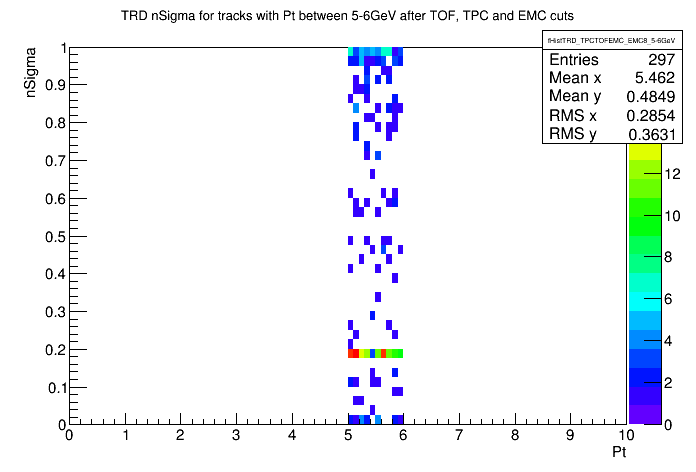 TRD nSigma for tracks with Pt between 5-6GeV after TOF, TPC and EMC cuts
fHistTRD_TPCTOFEMC_EMC8_5-6GeV
Entries 297
Mean x 5.462
Mean y 0.4849
RMS x 0.2854
RMS y 0.3631
nSigma
1
0.9
0.8
0.7
0.6
0.5
0.4
0.3
0.2
0.1
0
12
10
8
6
4
2
0
0 1 2 3 4 5 6 7 8 9 10
Pt